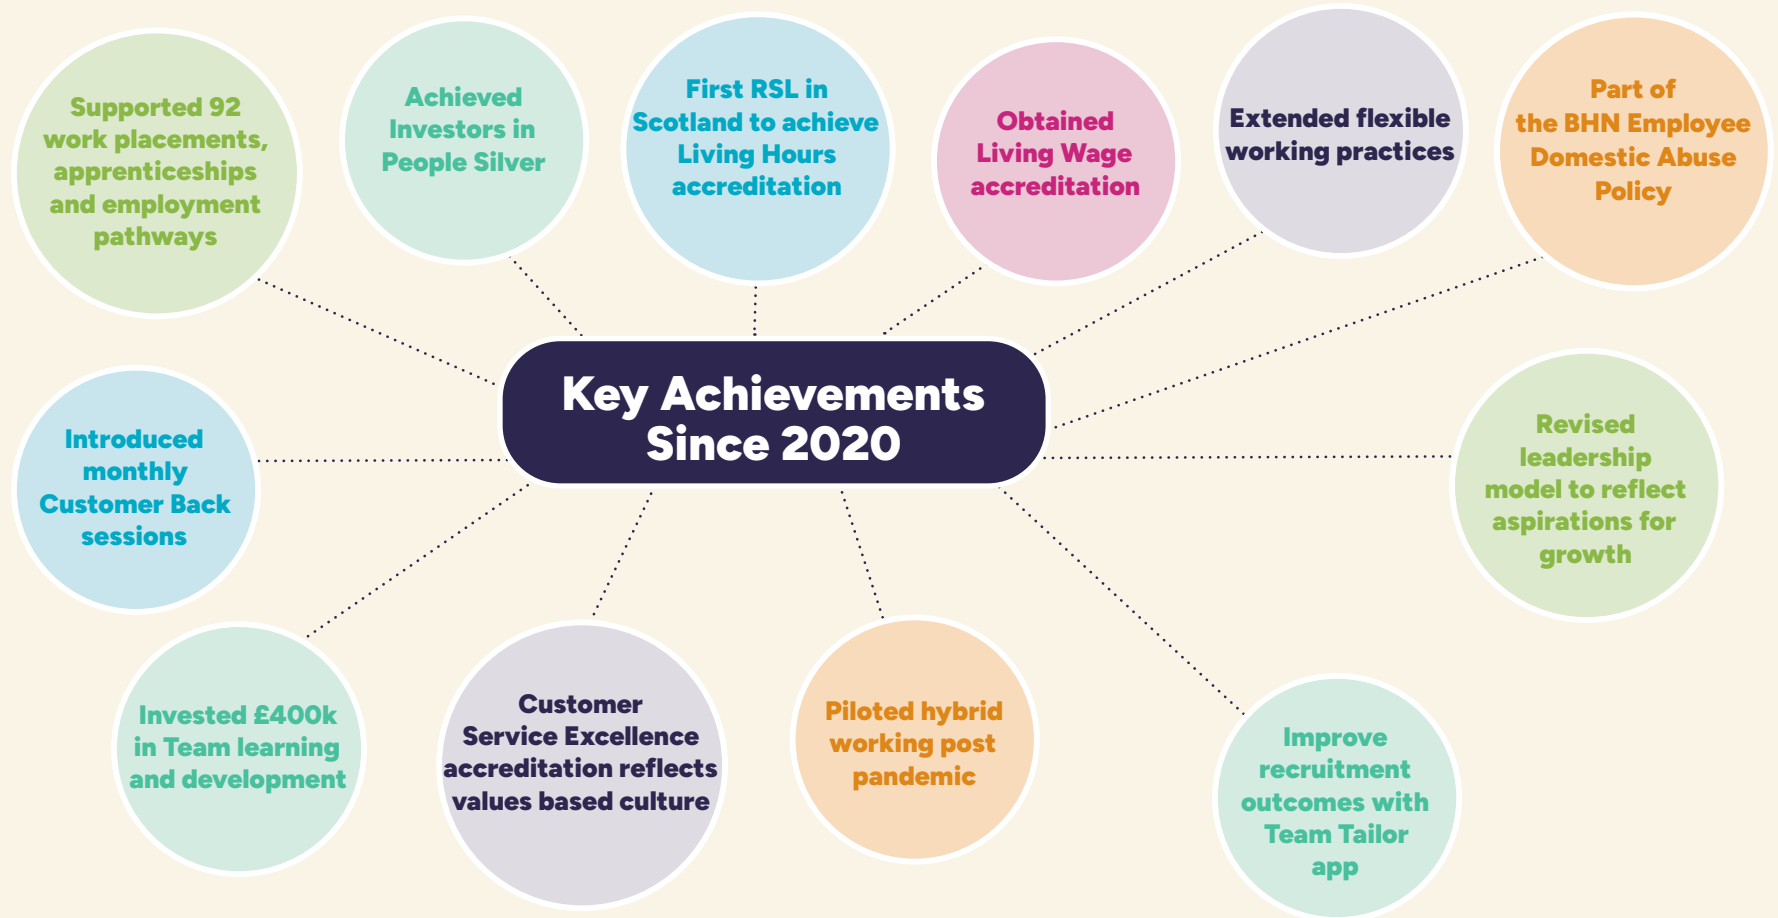 Supported 92
work placements,
apprenticeships
and employment
pathways
Achieved
Investors in
People Silver
First RSL in
Scotland to achieve
Living Hours
accreditation
Obtained
Living Wage
accreditation
Extended flexible
working practices
Part of
the BHN Employee
Domestic Abuse
Policy
Key Achievements
Since 2020
Introduced
monthly
Customer Back
sessions
Revised
leadership
model to reflect
aspirations for
growth
Invested £400k
in Team learning
and development
Customer
Service Excellence
accreditation reflects
values based culture
Piloted hybrid
working post
pandemic
Improve
recruitment
outcomes with
Team Tailor
app